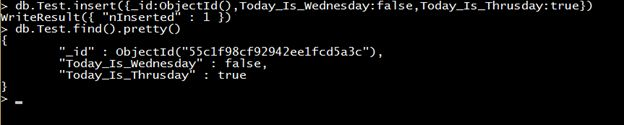 > db.Test.insert({_id:ObjectId(),Today_Is_Wednesday:false,Today_Is_Thrusday:true})
WriteResult({ "nInserted" : 1 })
> db.Test.find().pretty()
{
        "_id" : ObjectId("55c1f98cf92942ee1fcd5a3c"),
        "Today_Is_Wednesday" : false,
        "Today_Is_Thrusday" : true
}
> _